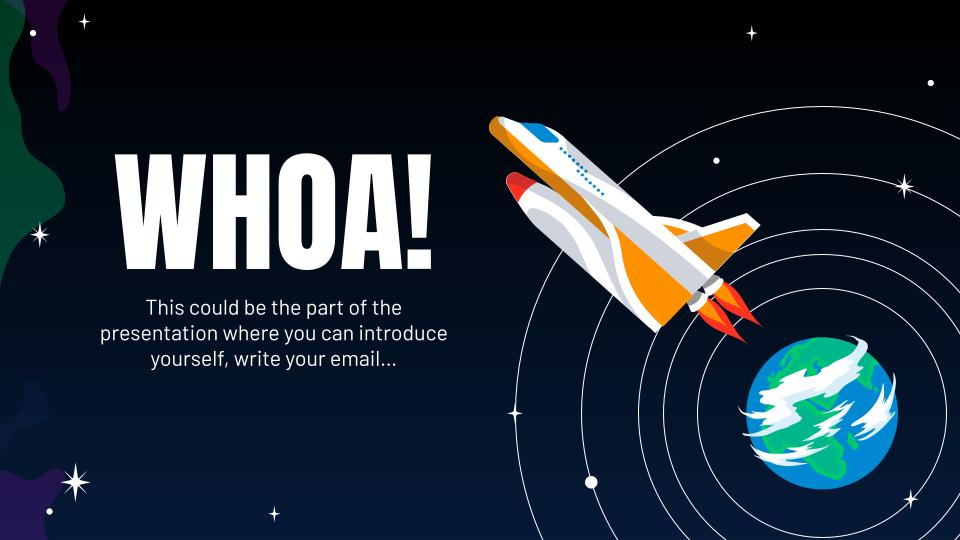 WHOA!
This could be the part of the
presentation where you can introduce
yourself, write your email...